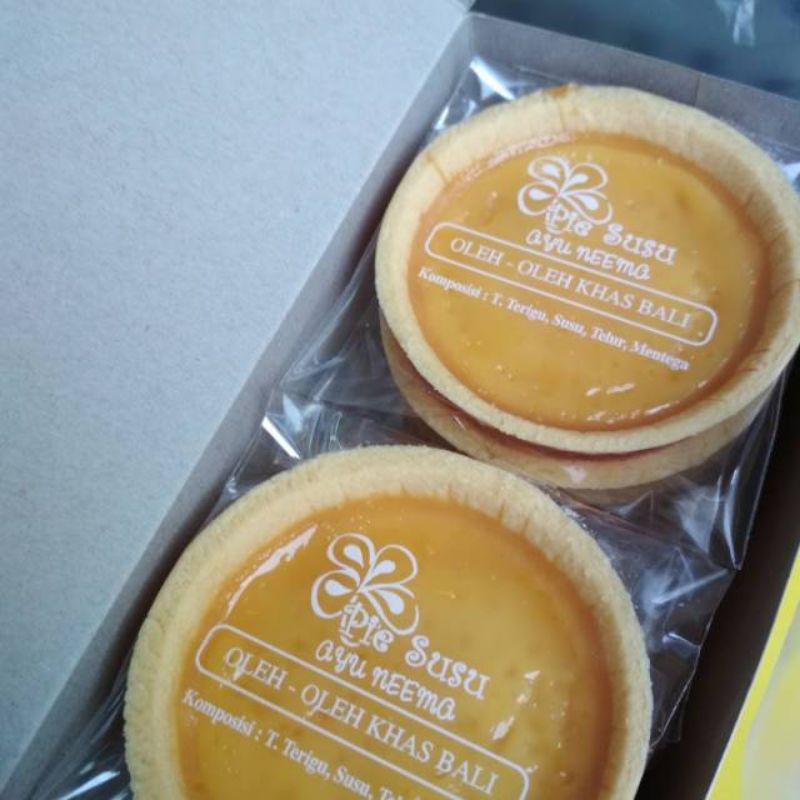 Pie Susu
AYU NEEMA
OLEH - OLEH KHAS BALI
Komposisi : T. Terigu, Susu, Telur, Mentega
Pie Susu
AYU NEEMA
OLEH - OLEH KHAS BALI
Komposisi : T. Terigu, Susu,